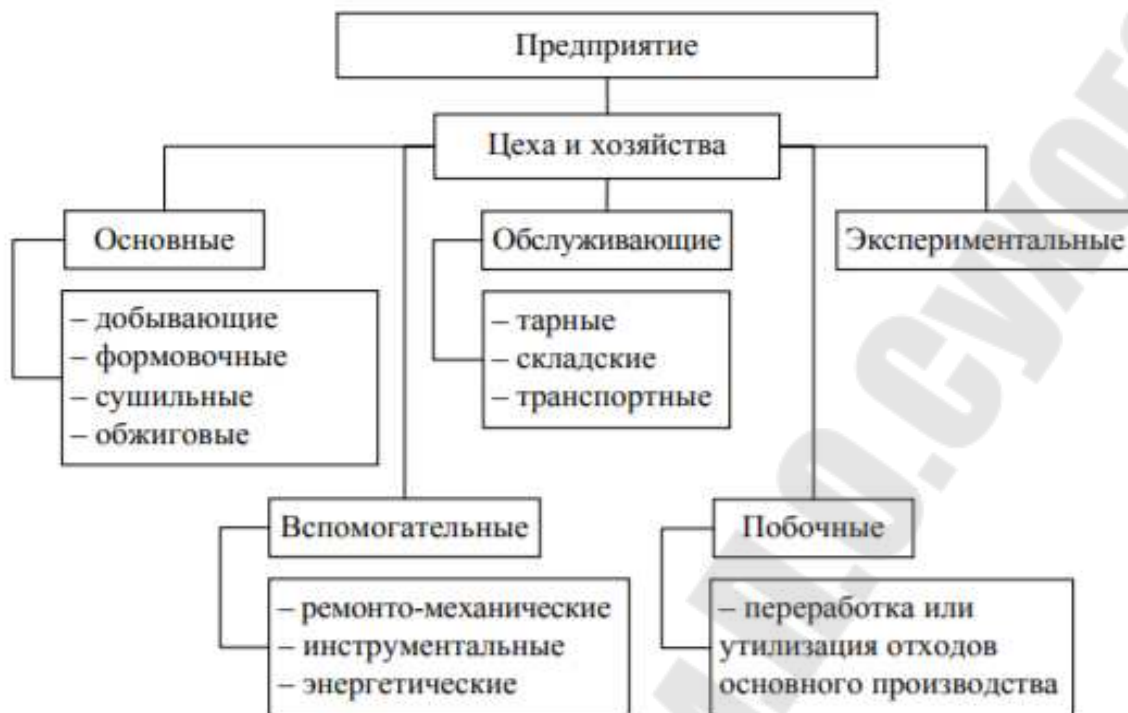 Предприятие
Цеха и хозяйства
Основные
– добывающие
– формовочные
– сушильные
– обжиговые
Обслуживающие
– тарные
– складские
– транспортные
Экспериментальные
Вспомогательные
– ремонто-механические
– инструментальные
– энергетические
Побочные
– переработка или
утилизация отходов
основного производства